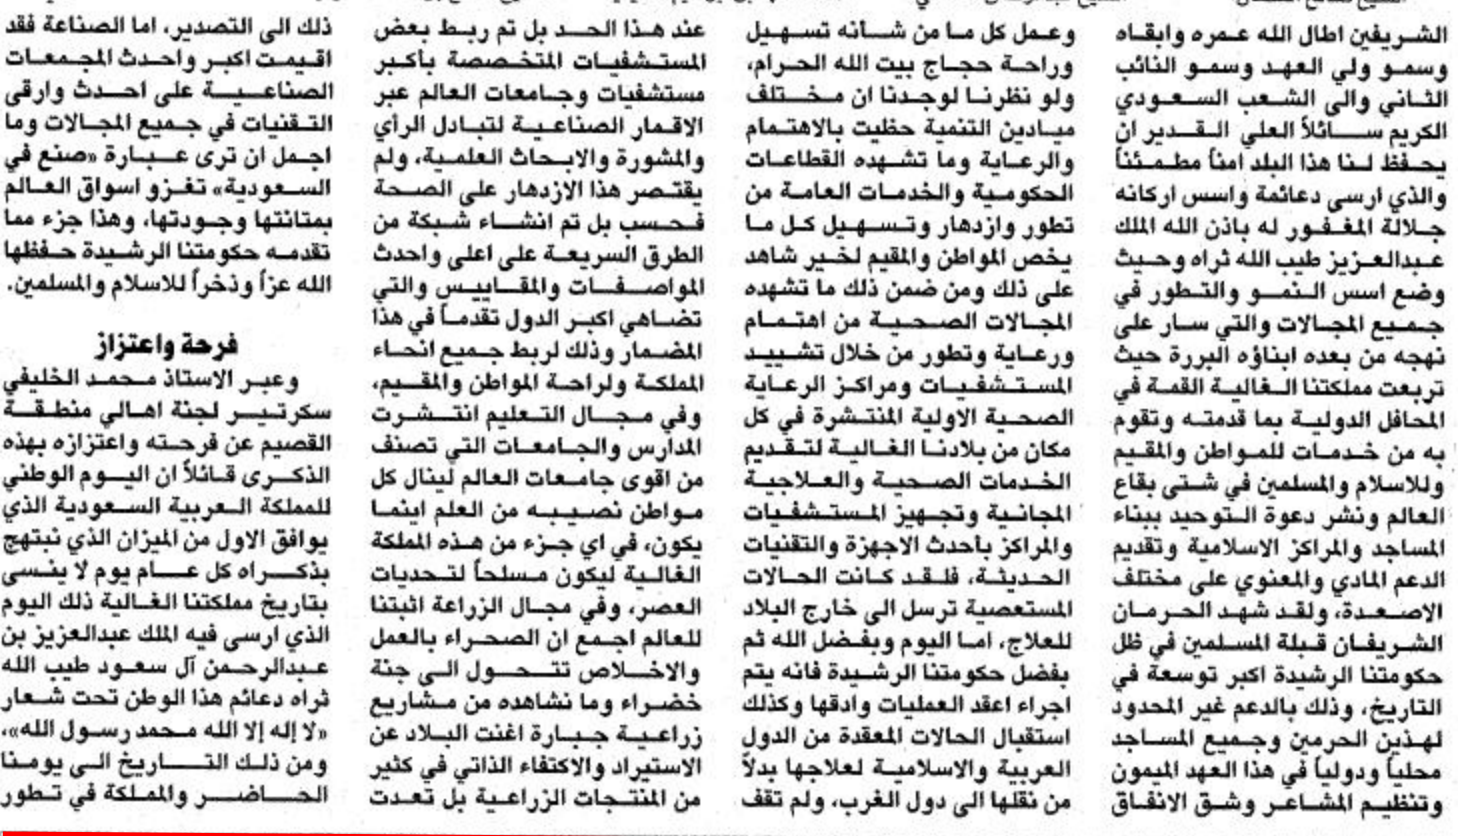 الشريفين اطال الله عمره وابقاه
وسمو ولي العهد وسمو النائب
الثاني والى الشعب السعودي
الكريم سائلاً العلي القدير ان
يحفظ لنا هذا البلد امناً مطمئناً
والذي ارسى دعائمة واسس اركانه
جلالة المغفور له باذن الله الملك
عبدالعزيز طيب الله ثراه وحيث
وضع اسس النمو والتطور في
جميع المجالات والتي سار على
نهجه من بعده ابناؤه البررة حيث
تربعت مملكتنا الغالية القمة في
المحافل الدولية بما قدمته وتقوم
به من خدمات للمواطن والمقيم
وللاسلام والمسلمين في شتى بقاع
العالم ونشر دعوة التوحيد ببناء
المساجد والمراكز الاسلامية وتقديم
الدعم المادي والمعنوي على مختلف
الاصعدة، ولقد شهد الحرمان
الشريفان قبلة المسلمين في ظل
حكومتنا الرشيدة اكبر توسعة في
التاريخ، وذلك بالدعم غير المحدود
لهذين الحرمين وجميع المساجد
محلياً ودولياً في هذا العهد الميمون
وتنظيم المشاعر وشق الانفاق
وعمل كل ما من شأنه تسهيل
وراحة حجاج بيت الله الحرام،
ولو نظرنا لوجدنا ان مختلف
ميادين التنمية حظيت بالاهتمام
والرعاية وما تشهده القطاعات
الحكومية والخدمات العامة من
تطور وازدهار وتسهيل كل ما
يخص المواطن والمقيم لخير شاهد
على ذلك ومن ضمن ذلك ما تشهده
المجالات الصحية من اهتمام
ورعاية وتطور من خلال تشييد
المستشفيات ومراكز الرعاية
الصحية الاولية المنتشرة في كل
مكان من بلادنا الغالية لتقديم
الخدمات الصحية والعلاجية
المجانية وتجهيز المستشفيات
والمراكز بأحدث الاجهزة والتقنيات
الحديثة، فلقد كانت الحالات
المستعصية ترسل الى خارج البلاد
للعلاج، اما اليوم وبفضل الله ثم
بفضل حكومتنا الرشيدة فانه يتم
اجراء اعقد العمليات وادقها وكذلك
استقبال الحالات المعقدة من الدول
العربية والاسلامية لعلاجها بدلاً
من نقلها الى دول الغرب، ولم تقف
عند هذا الحد بل تم ربط بعض
المستشفيات المتخصصة بأكبر
مستشفيات وجامعات العالم عبر
الاقمار الصناعية لتبادل الرأي
والمشورة والابحاث العلمية، ولم
يقتصر هذا الازدهار على الصحة
فحسب بل تم انشاء شبكة من
الطرق السريعة على اعلى واحدث
المواصفات والمقاييس والتي
تضاهي اكبر الدول تقدماً في هذا
المضمار وذلك لربط جميع انحاء
المملكة ولراحة المواطن والمقيم،
وفي مجال التعليم انتشرت
المدارس والجامعات التي تصنف
من اقوى جامعات العالم لينال كل
مواطن نصيبه من العلم اينما
يكون، في اي جزء من هذه المملكة
الغالية ليكون مسلحاً لتحديات
العصر، وفي مجال الزراعة اثبتنا
للعالم اجمع ان الصحراء بالعمل
والاخلاص تتحول الى جنة
خضراء وما نشاهده من مشاريع
زراعية جبارة اغنت البلاد عن
الاستيراد والاكتفاء الذاتي في كثير
من المنتجات الزراعية بل تعدت
ذلك الى التصدير، اما الصناعة فقد
اقيمت اكبر واحدث المجمعات
الصناعية على احدث وارقى
التقنيات في جميع المجالات وما
اجمل ان ترى عبارة «صنع في
السعودية» تغزو اسواق العالم
بمتانتها وجودتها، وهذا جزء مما
تقدمه حكومتنا الرشيدة حفظها
الله عزاً وذخراً للاسلام والمسلمين.
فرحة واعتزاز
وعبر الاستاذ محمد الخليفي
سكرتير لجنة اهالي منطقة
القصيم عن فرحته واعتزازه بهذه
الذكرى قائلاً ان اليوم الوطني
للمملكة العربية السعودية الذي
يوافق الاول من الميزان الذي نبتهج
بذكراه كل عام يوم لا ينسى
بتاريخ مملكتنا الغالية ذلك اليوم
الذي ارسى فيه الملك عبدالعزيز بن
عبدالرحمن آل سعود طيب الله
ثراه دعائم هذا الوطن تحت شعار
«لا إله إلا الله محمد رسول الله»،
ومن ذلك التاريخ الى يومنا
الحاضر والمملكة في تطور